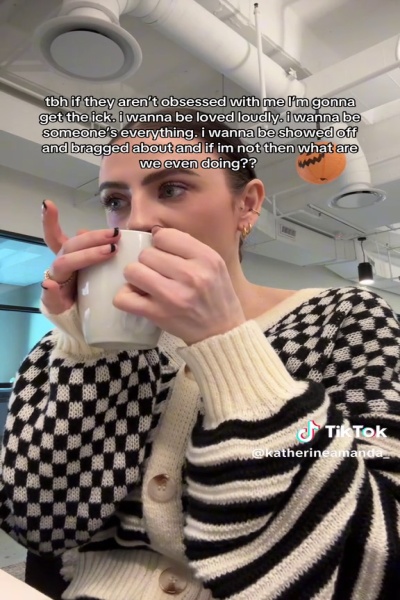 tbh if they aren't obsessed with me I'm gonna
get the ick. i wanna be loved loudly. i wanna be
someone's everything. i wanna be showed off
and bragged about and if im not then what are
we even doing??
TikTok
@katherineamanda_